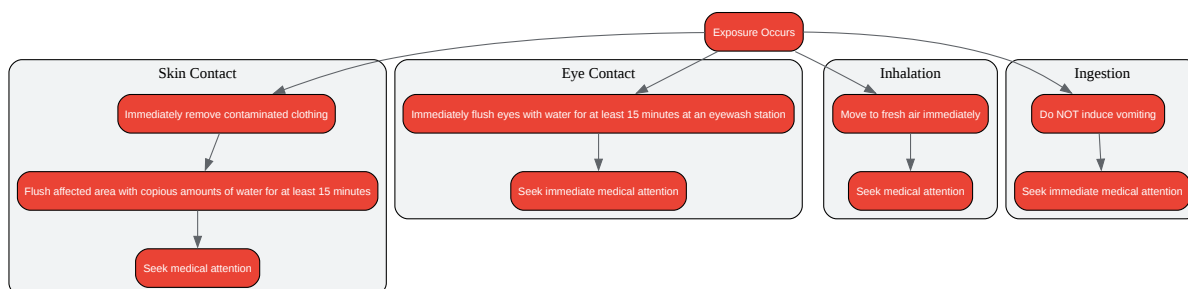 Exposure Occurs
Skin Contact
Immediately remove contaminated clothing
Flush affected area with copious amounts of water for at least 15 minutes
Seek medical attention
Eye Contact
Immediately flush eyes with water for at least 15 minutes at an eyewash station
Seek immediate medical attention
Inhalation
Move to fresh air immediately
Seek medical attention
Ingestion
Do NOT induce vomiting
Seek immediate medical attention